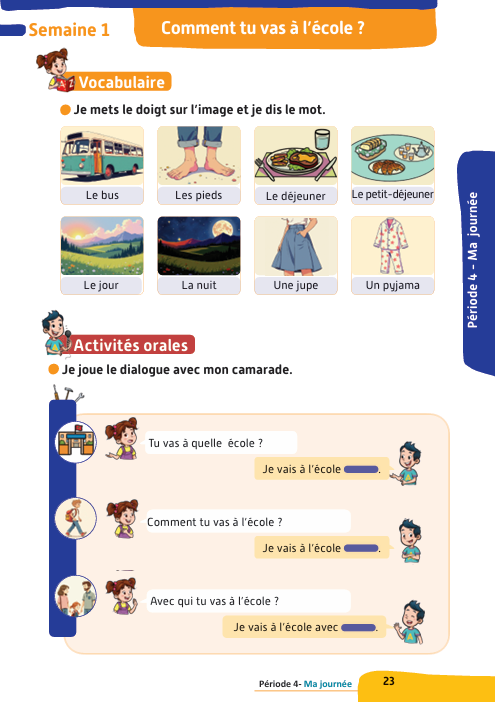 Semaine 1
Comment tu vas à l'école ?
A Z
Vocabulaire
Je mets le doigt sur l'image et je dis le mot.
Le bus
Les pieds
Le déjeuner
Le petit-déjeuner
Le jour
La nuit
Une jupe
Un pyjama
Période 4 - Ma journée
Activités orales
Je joue le dialogue avec mon camarade.
Tu vas à quelle école ?
Je vais à l'école .
Comment tu vas à l'école ?
Je vais à l'école .
Avec qui tu vas à l'école ?
Je vais à l'école avec .
Période 4- Ma journée
23